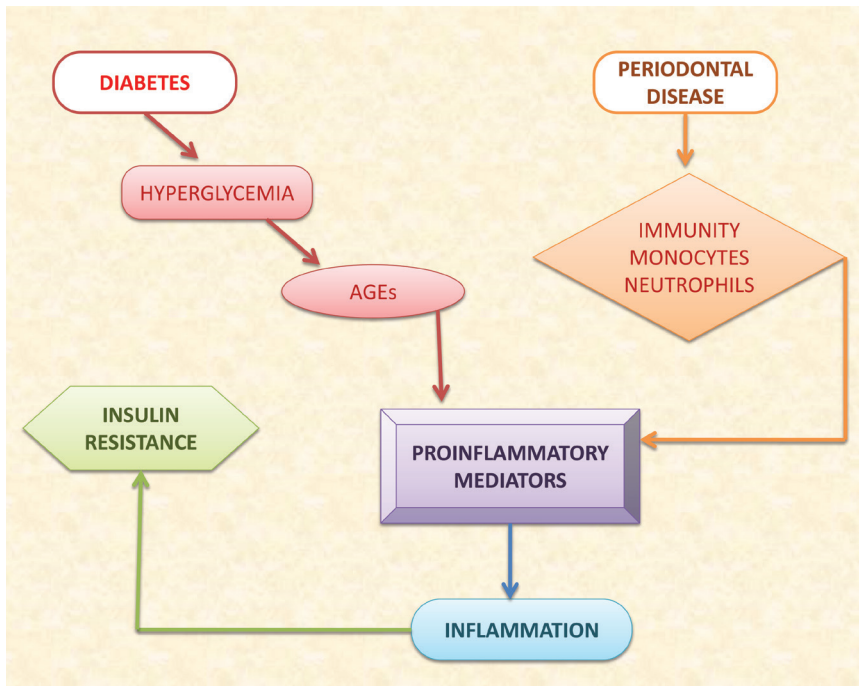 DIABETES
PERIODONTAL
DISEASE
HYPERGLYCEMIA
IMMUNITY
MONOCYTES
NEUTROPHILS
AGEs
INSULIN
RESISTANCE
PROINFLAMMATORY
MEDIATORS
INFLAMMATION